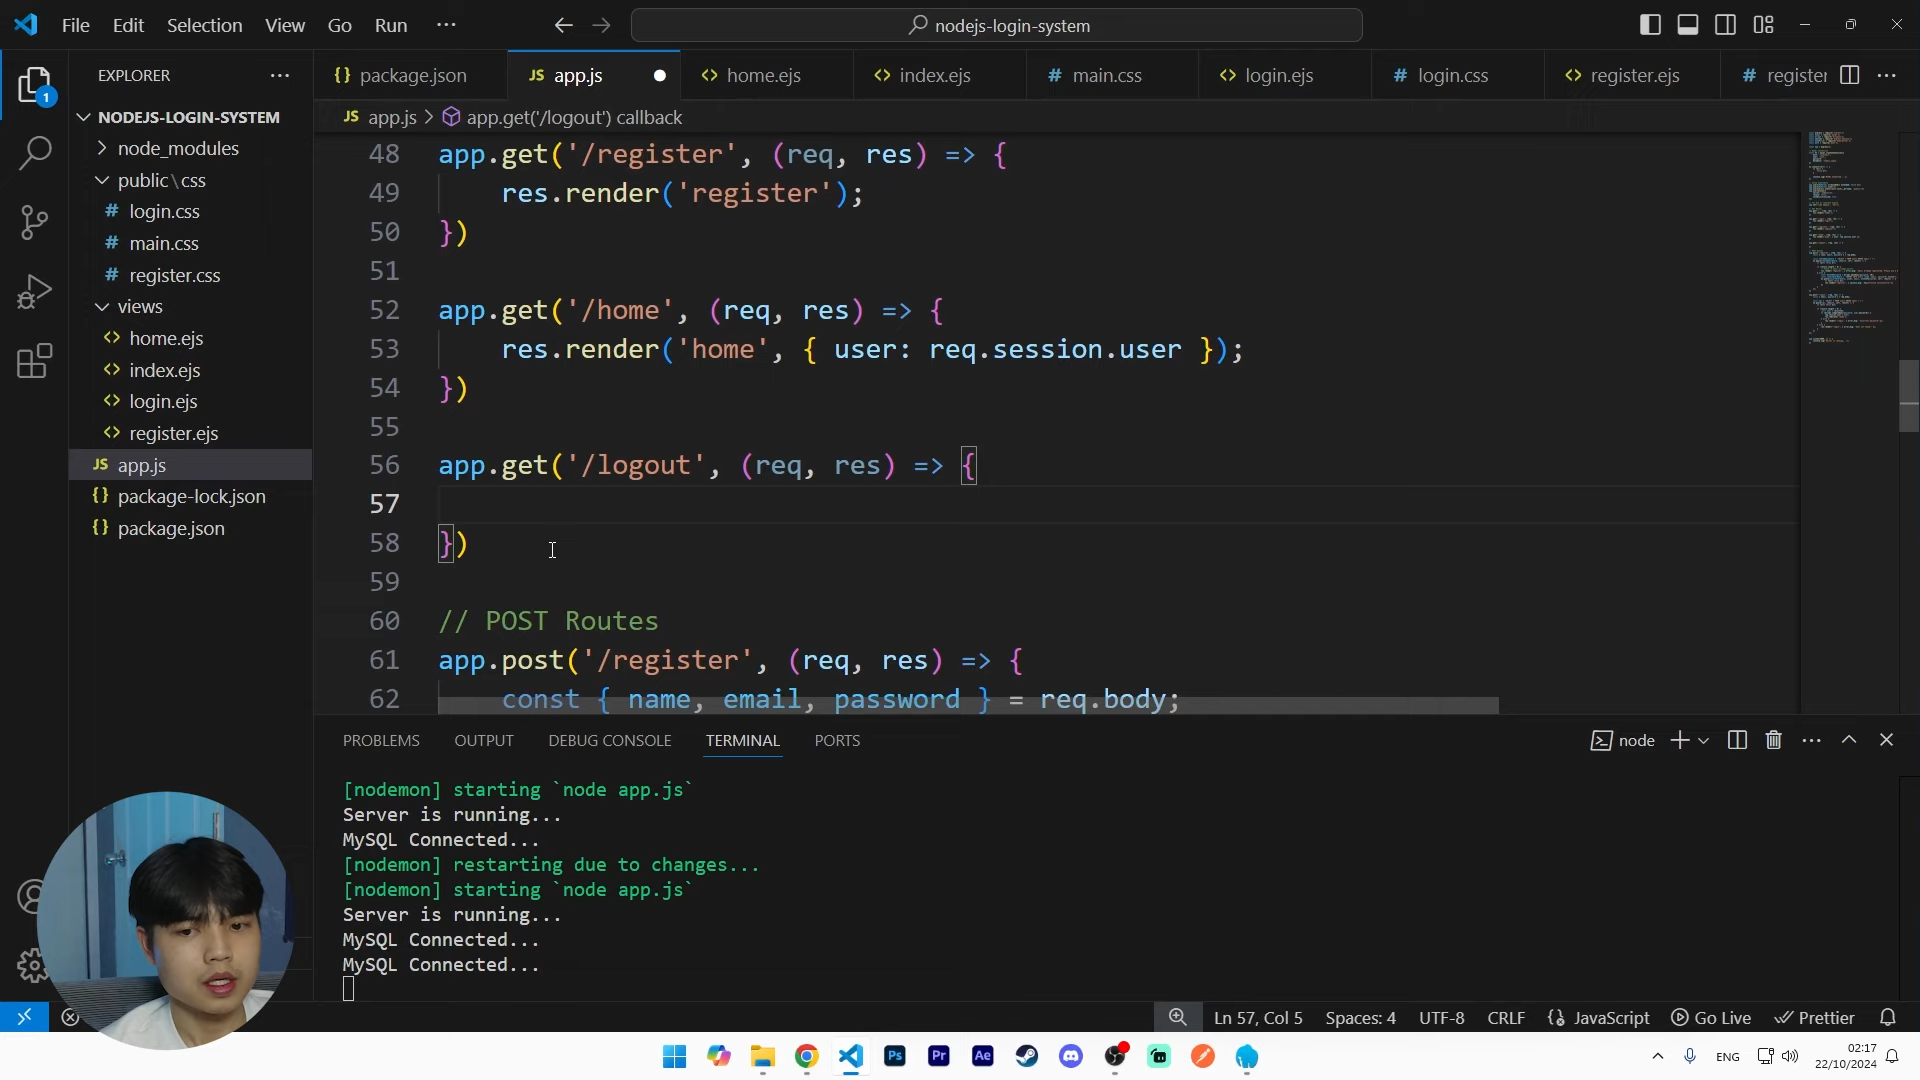 File Edit Selection View Go Run ... nodejs-login-system
EXPLORER ...
1
NODEJS-LOGIN-SYSTEM
node_modules
public\css
# login.css
# main.css
# register.css
views
<> home.ejs
<> index.ejs
<> login.ejs
<> register.ejs
JS app.js
{} package-lock.json
{} package.json
{} package.json JS app.js <> home.ejs <> index.ejs # main.css <> login.ejs # login.css <> register.ejs # register ...
JS app.js > app.get('/logout') callback
48 app.get('/register', (req, res) => {
49 res.render('register');
50 })
51
52 app.get('/home', (req, res) => {
53 res.render('home', { user: req.session.user });
54 })
55
56 app.get('/logout', (req, res) => {
57
58 })
59
60 // POST Routes
61 app.post('/register', (req, res) => {
62 const { name, email, password } = req.body;
PROBLEMS OUTPUT DEBUG CONSOLE TERMINAL PORTS node
[nodemon] starting `node app.js`
Server is running...
MySQL Connected...
[nodemon] restarting due to changes...
[nodemon] starting `node app.js`
Server is running...
MySQL Connected...
MySQL Connected...
Ln 57, Col 5 Spaces: 4 UTF-8 CRLF {} JavaScript Go Live Prettier
Ps Pr Ae
ENG
02:17
22/10/2024